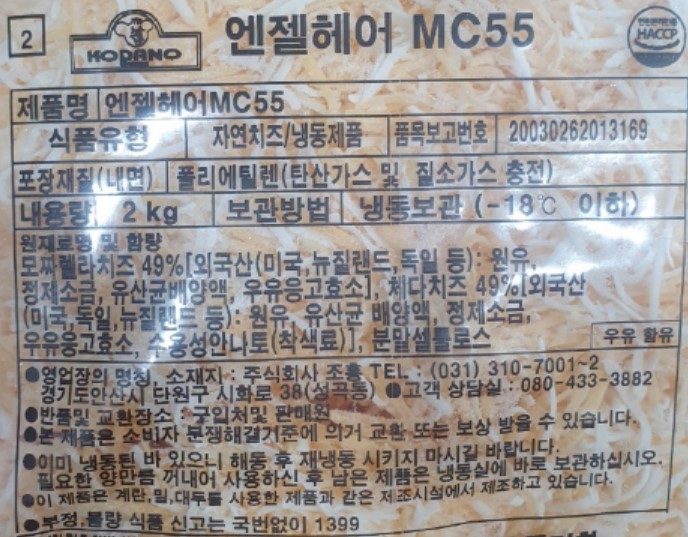 2
KODANO
엔젤헤어 MC55
HACCP
제품명 엔젤헤어MC55
식품유형 자연치즈/냉동제품 품목보고번호 20030262013169
포장재질(내면) 폴리에틸렌(탄산가스 및 질소가스 충전)
내용량 2 kg 보관방법 냉동보관 (-18℃ 이하)
원재료명 및 함량
모짜렐라치즈 49%[외국산(미국,뉴질랜드,독일 등): 원유,
정제소금, 유산균배양액, 우유응고효소], 체다치즈 49%[외국산
(미국,독일,뉴질랜드 등): 원유, 유산균 배양액, 정제소금,
우유응고효소, 수용성안나토(착색료)], 분말셀룰로스
우유 함유
●영업장의 명칭, 소재지 : 주식회사 조흥 TEL : (031) 310-7001~2
경기도안산시 단원구 시화로 38(성곡동) ●고객 상담실 : 080-433-3882
●반품및 교환장소 : 구입처및 판매원
●본 제품은 소비자 분쟁해결기준에 의거 교환 또는 보상 받을 수 있습니다.
●이미 냉동된 바 있으니 해동 후 재냉동 시키지 마시길 바랍니다.
필요한 양만큼 꺼내어 사용하신 후 남은 제품은 냉동실에 바로 보관하십시오.
●이 제품은 계란,밀,대두를 사용한 제품과 같은 제조시설에서 제조하고 있습니다.
●부정,불량 식품 신고는 국번없이 1399